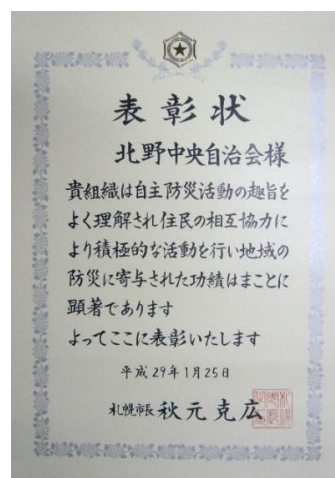 表彰状
北野中央自治会様
貴組織は自主防災活動の趣旨を
よく理解され住民の相互協力に
より積極的な活動を行い地域の
防災に寄与された功績はまことに
顕著であります
よってここに表彰いたします
平成29年1月25日
札幌市長 秋元克広